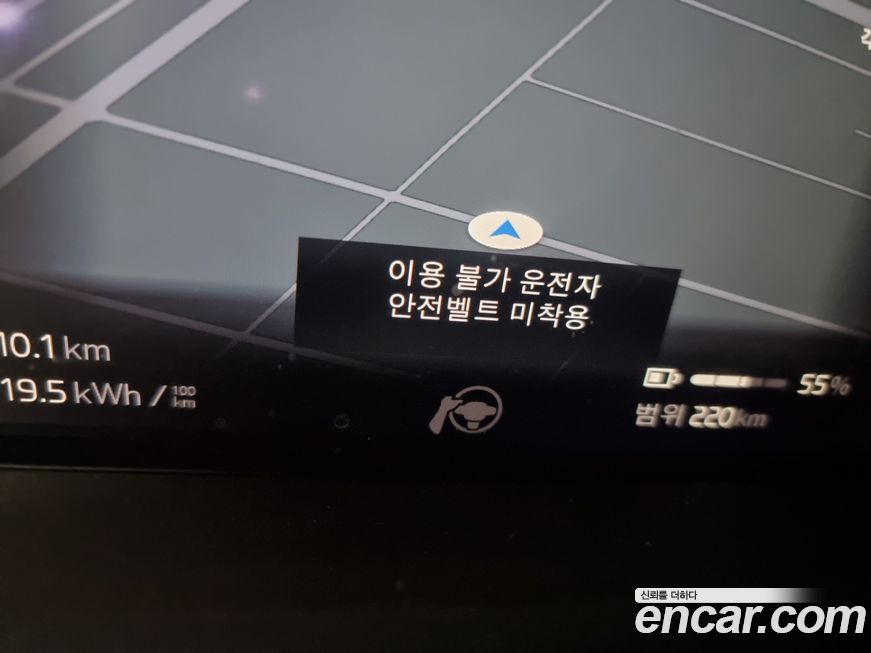 이용 불가 운전자
안전벨트 미착용
10.1 km
19.5 kWh / 100 km
55%
범위 220km
신뢰를 더하다
encar.com